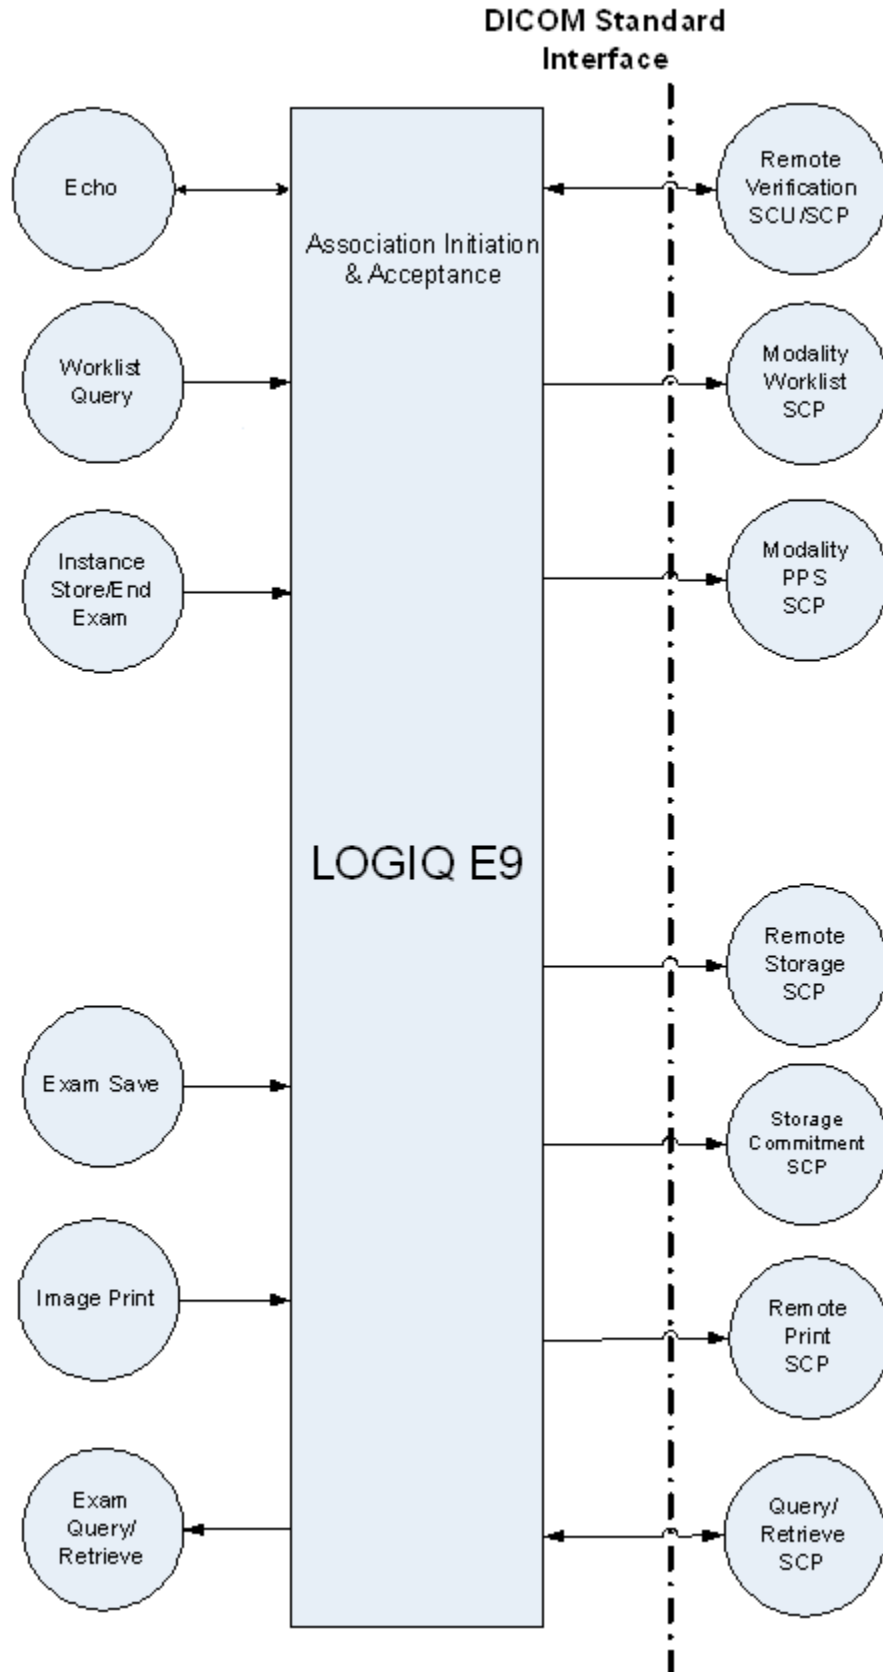 DICOM Standard
Interface
Echo
Association Initiation
& Acceptance
Remote
Verification
SCU/SCP
Worklist
Query
Modality
Worklist
SCP
Instance
Store/End
Exam
Modality
PPS
SCP
LOGIQ E9
Remote
Storage
SCP
Exam Save
Storage
Commitment
SCP
Image Print
Remote
Print
SCP
Exam
Query/
Retrieve
Query/
Retrieve
SCP